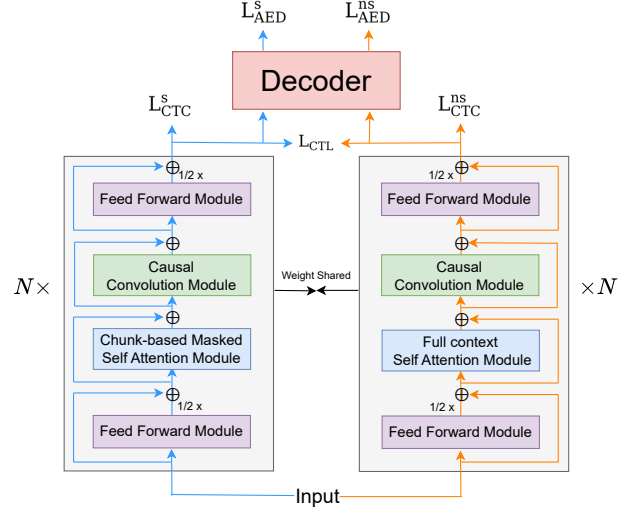 L^s_AED L^ns_AED
Decoder
L^s_CTC L^ns_CTC
L_CTL
1/2 x 1/2 x
Feed Forward Module Feed Forward Module
Causal Causal
Convolution Module Convolution Module
N× Weight Shared ×N
Chunk-based Masked Full context
Self Attention Module Self Attention Module
1/2 x 1/2 x
Feed Forward Module Feed Forward Module
Input